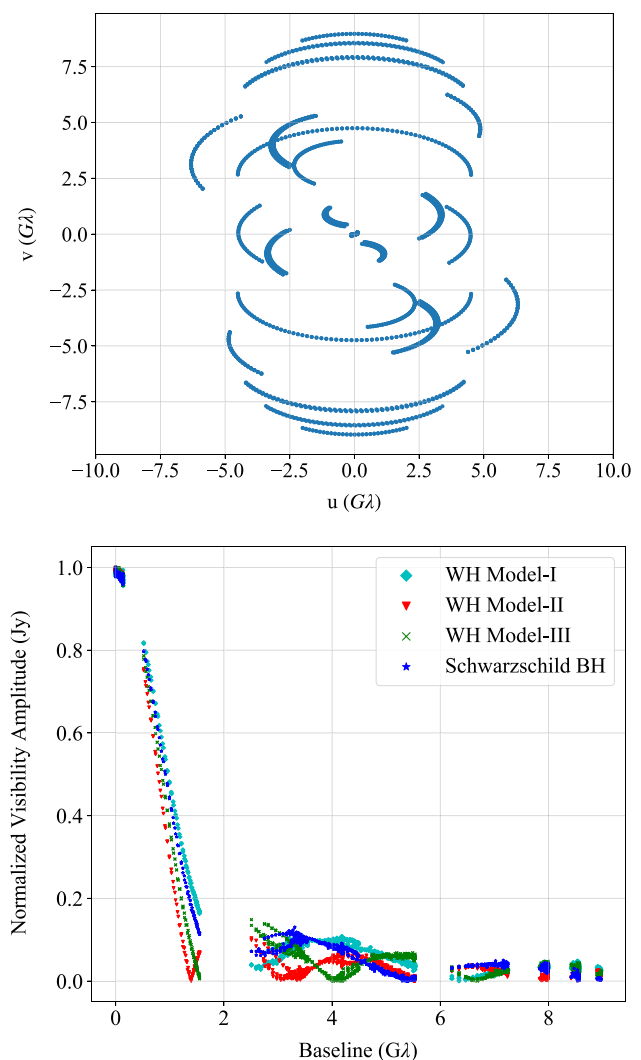 7.5
5.0
2.5
0.0
−2.5
−5.0
−7.5
v (Gλ)
−10.0 −7.5 −5.0 −2.5 0.0 2.5 5.0 7.5 10.0
u (Gλ)
1.0
0.8
0.6
0.4
0.2
0.0
Normalized Visibility Amplitude (Jy)
WH Model-I
WH Model-II
WH Model-III
Schwarzschild BH
0 2 4 6 8
Baseline (Gλ)